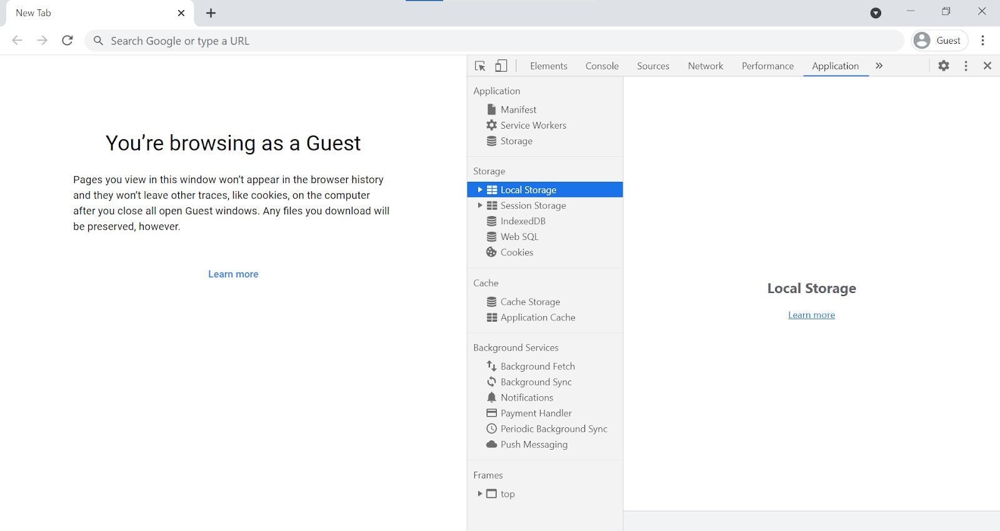 New Tab
Search Google or type a URL
Guest
You’re browsing as a Guest
Pages you view in this window won’t appear in the browser history
and they won’t leave other traces, like cookies, on the computer
after you close all open Guest windows. Any files you download will
be preserved, however.
Learn more
Elements Console Sources Network Performance Application
Application
Manifest
Service Workers
Storage
Storage
Local Storage
Session Storage
IndexedDB
Web SQL
Cookies
Cache
Cache Storage
Application Cache
Background Services
Background Fetch
Background Sync
Notifications
Payment Handler
Periodic Background Sync
Push Messaging
Frames
top
Local Storage
Learn more